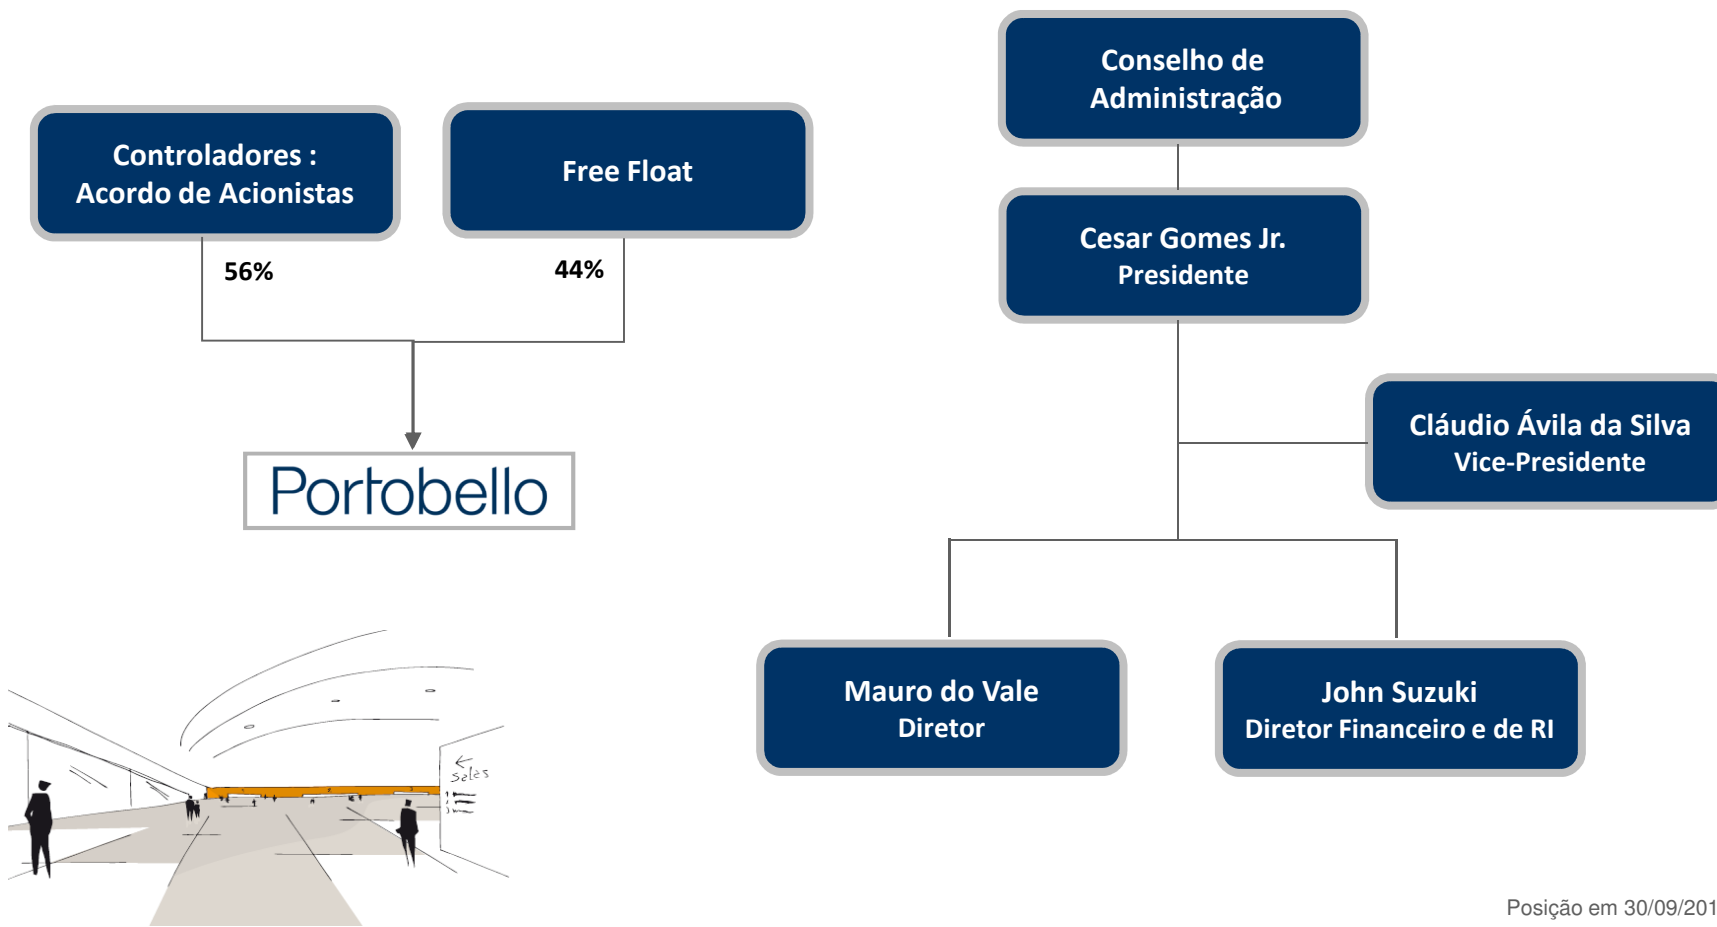 Controladores :
Acordo de Acionistas
Free Float
56%
44%
Portobello
Conselho de
Administração
Cesar Gomes Jr.
Presidente
Cláudio Ávila da Silva
Vice-Presidente
Mauro do Vale
Diretor
John Suzuki
Diretor Financeiro e de RI
Sales
Posição em 30/09/201